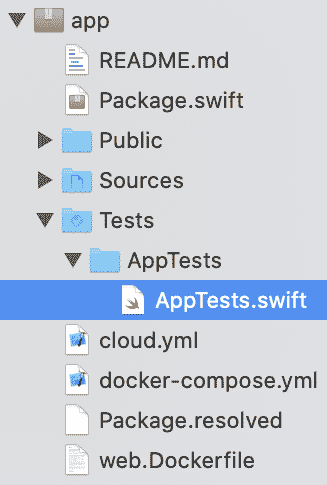 app
README.md
Package.swift
Public
Sources
Tests
AppTests
AppTests.swift
cloud.yml
docker-compose.yml
Package.resolved
web.Dockerfile